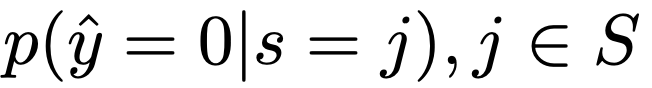 p(ŷ = 0|s = j), j ∈ S